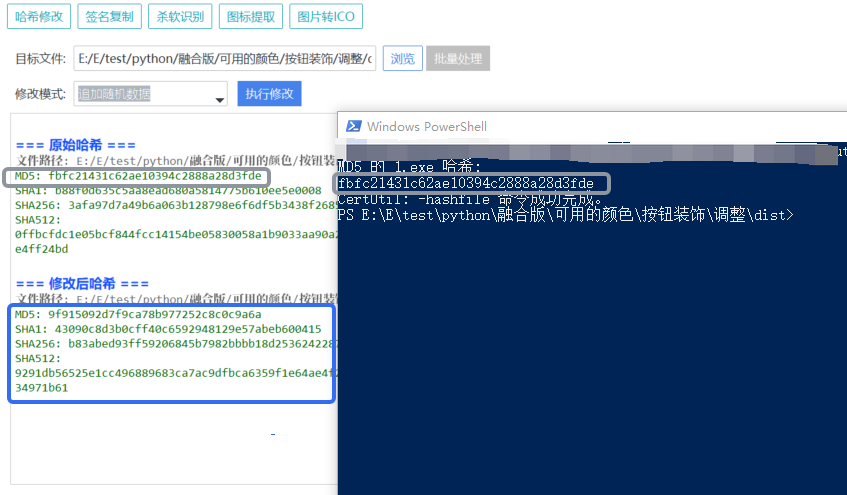 哈希修改 签名复制 杀软识别 图标提取 图片转ICO
目标文件: E:/E/test/python/融合版/可用的颜色/按钮装饰/调整/c 浏览 批量处理
修改模式: 追加随机数据 执行修改
=== 原始哈希 ===
文件路径: E:/E/test/python/融合版/可用的颜色/按钮装
MD5: fbfc21431c62ae10394c2888a28d3fde
SHA1: b88f0d635c5aa8ead680a5814775b610ee5e0008
SHA256: 3afa97d7a49b6a063b128798e6f6df5b3438f268
SHA512:
0ffbcfdc1e05bcf844fcc14154be05830058a1b9033aa90a
e4ff24bd
=== 修改后哈希 ===
文件路径: E:/E/test/python/融合版/可用的颜色/按钮装
MD5: 9f915092d7f9ca78b977252c8c0c9a6a
SHA1: 43090c8d3b0cff40c6592948129e57abeb600415
SHA256: b83abed93ff59206845b7982bbbb18d253624228
SHA512:
9291db56525e1cc496889683ca7ac9dfbca6359f1e64ae4f
34971b61
Windows PowerShell
MD5 的 1.exe 哈希:
fbfc21431c62ae10394c2888a28d3fde
CertUtil: -hashfile 命令成功完成。
PS E:\E\test\python\融合版\可用的颜色\按钮装饰\调整\dist>